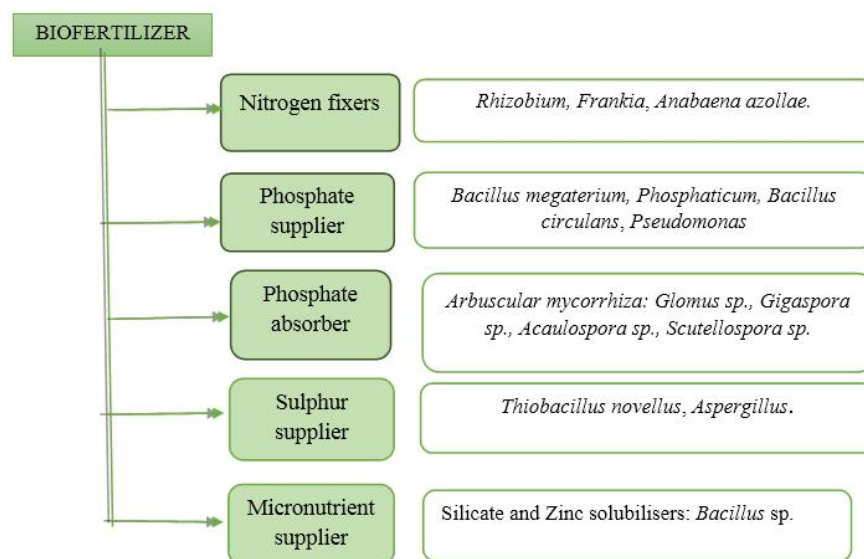 BIOFERTILIZER
Nitrogen fixers
Rhizobium, Frankia, Anabaena azollae.
Phosphate
supplier
Bacillus megaterium, Phosphaticum, Bacillus
circulans, Pseudomonas
Phosphate
absorber
Arbuscular mycorrhiza: Glomus sp., Gigaspora
sp., Acaulospora sp., Scutellospora sp.
Sulphur
supplier
Thiobacillus novellus, Aspergillus.
Micronutrient
supplier
Silicate and Zinc solubilisers: Bacillus sp.